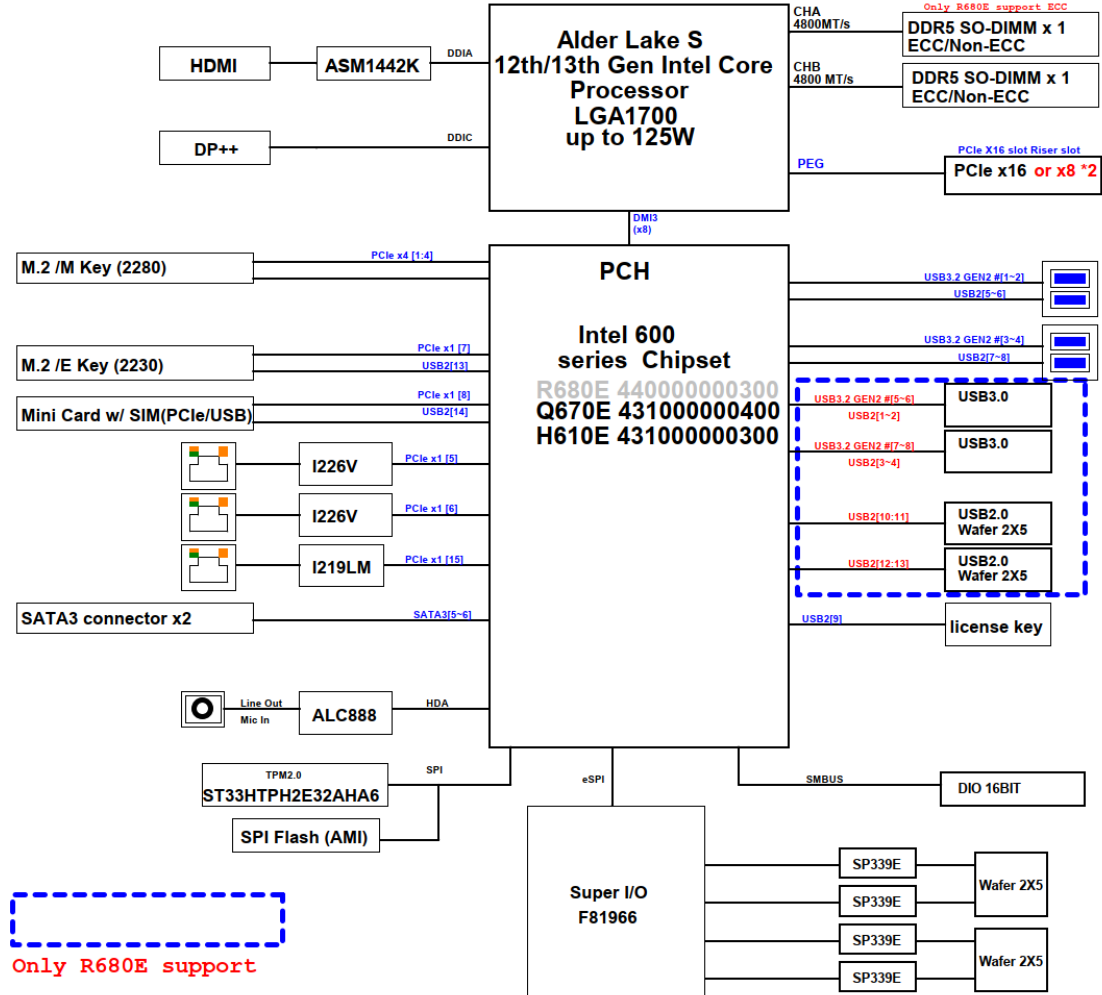 Only R680E support ECC
CHA
4800MT/s
DDR5 SO-DIMM x 1
ECC/Non-ECC
Alder Lake S
12th/13th Gen Intel Core
Processor
LGA1700
up to 125W
HDMI
ASM1442K
DDIA
CHB
4800 MT/s
DDR5 SO-DIMM x 1
ECC/Non-ECC
DP++
DDIC
PEG
PCIe X16 slot Riser slot
PCIe x16 or x8 *2
DMI3
(x8)
M.2 /M Key (2280)
PCIe x4 [1:4]
PCH
Intel 600
series Chipset
R680E 440000000300
Q670E 431000000400
H610E 431000000300
USB3.2 GEN2 #[1~2]
USB2[5~6]
USB3.2 GEN2 #[3~4]
USB2[7~8]
M.2 /E Key (2230)
PCIe x1 [7]
USB2[13]
Mini Card w/ SIM(PCIe/USB)
PCIe x1 [8]
USB2[14]
USB3.2 GEN2 #[5~6]
USB2[1~2]
USB3.0
USB3.2 GEN2 #[7~8]
USB2[3~4]
USB3.0
I226V
PCIe x1 [5]
I226V
PCIe x1 [6]
USB2[10:11]
USB2.0
Wafer 2X5
I219LM
PCIe x1 [15]
USB2[12:13]
USB2.0
Wafer 2X5
SATA3 connector x2
SATA3[5~6]
USB2[9]
license key
Line Out
Mic In
ALC888
HDA
TPM2.0
ST33HTPH2E32AHA6
SPI
SPI Flash (AMI)
eSPI
SMBUS
DIO 16BIT
Super I/O
F81966
SP339E
SP339E
Wafer 2X5
SP339E
SP339E
Wafer 2X5
Only R680E support